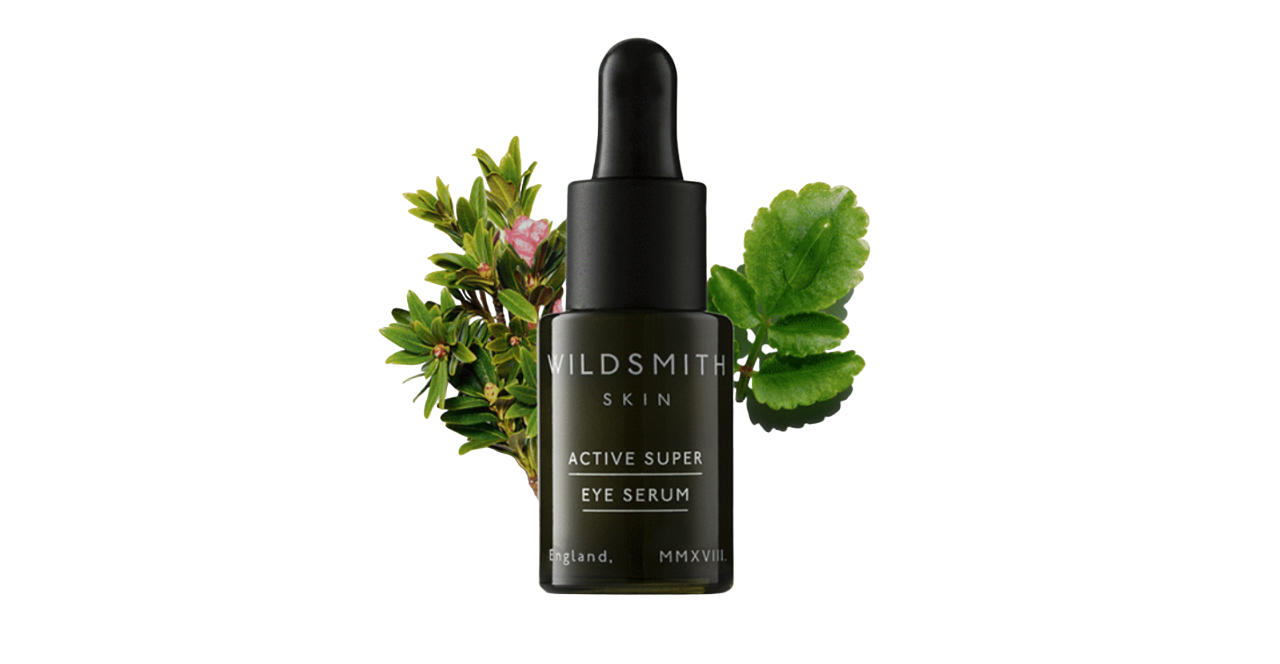 WILDSMITH
SKIN
ACTIVE SUPER
EYE SERUM
England, MMXVIII.